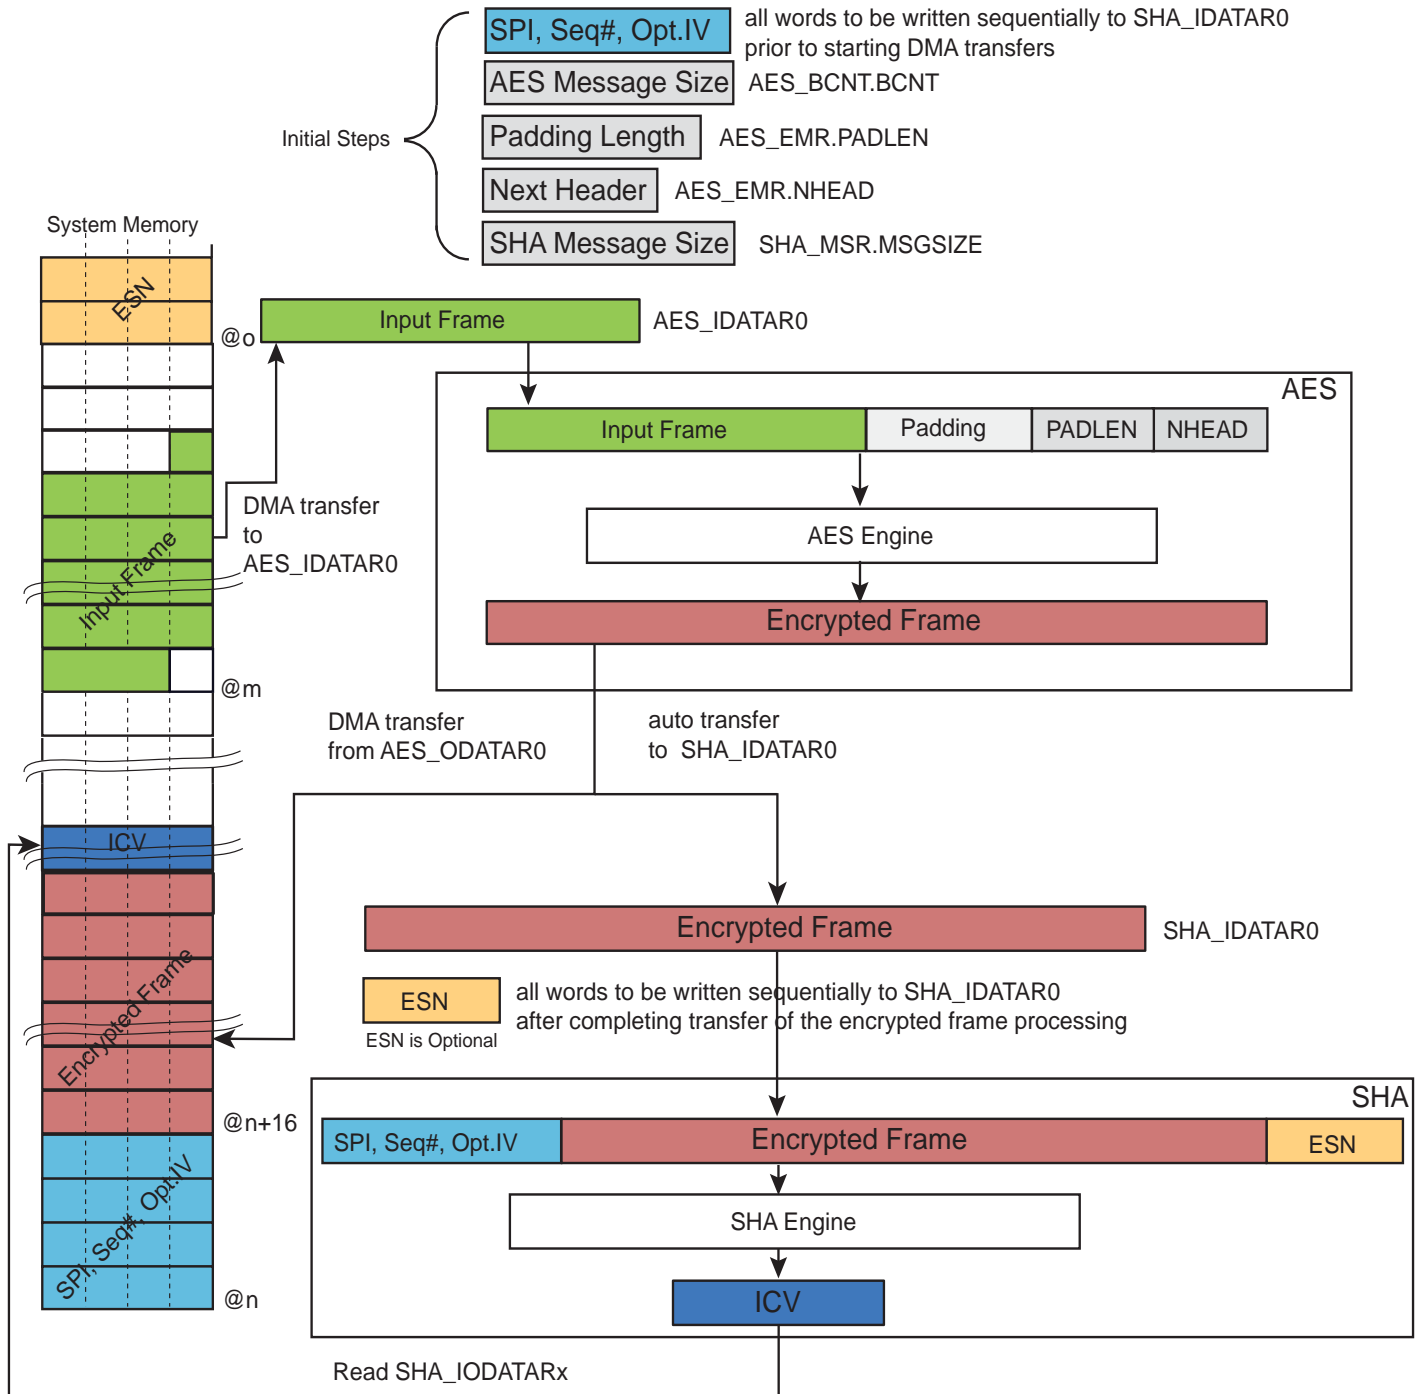 SPI, Seq#, Opt.IV
all words to be written sequentially to SHA_IDATAR0
prior to starting DMA transfers
AES Message Size
AES_BCNT.BCNT
Initial Steps
Padding Length
AES_EMR.PADLEN
Next Header
AES_EMR.NHEAD
SHA Message Size
SHA_MSR.MSGSIZE
System Memory
ESN
@o
Input Frame
AES_IDATAR0
AES
Input Frame
Padding
PADLEN
NHEAD
DMA transfer
to
AES_IDATAR0
AES Engine
Input Frame
Encrypted Frame
@m
DMA transfer
from AES_ODATAR0
auto transfer
to SHA_IDATAR0
ICV
Encrypted Frame
SHA_IDATAR0
ESN
all words to be written sequentially to SHA_IDATAR0
after completing transfer of the encrypted frame processing
ESN is Optional
Encrypted Frame
@n+16
SHA
SPI, Seq#, Opt.IV
Encrypted Frame
ESN
SPI, Seq#, Opt.IV
SHA Engine
@n
ICV
Read SHA_IODATARx